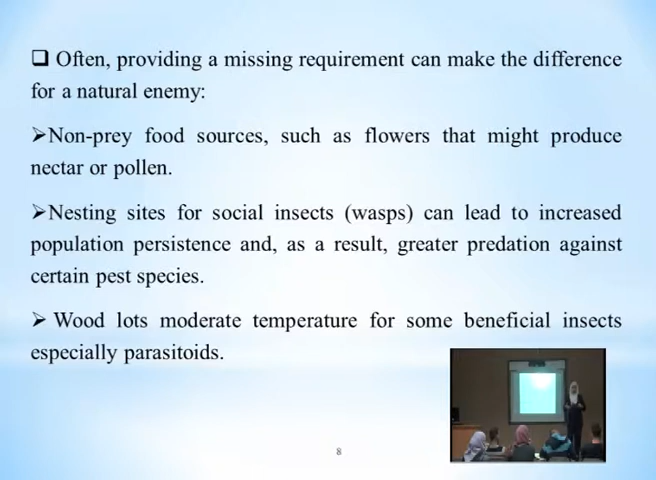 ❑ Often, providing a missing requirement can make the difference
for a natural enemy:
➢Non-prey food sources, such as flowers that might produce
nectar or pollen.
➢Nesting sites for social insects (wasps) can lead to increased
population persistence and, as a result, greater predation against
certain pest species.
➢ Wood lots moderate temperature for some beneficial insects
especially parasitoids.
8